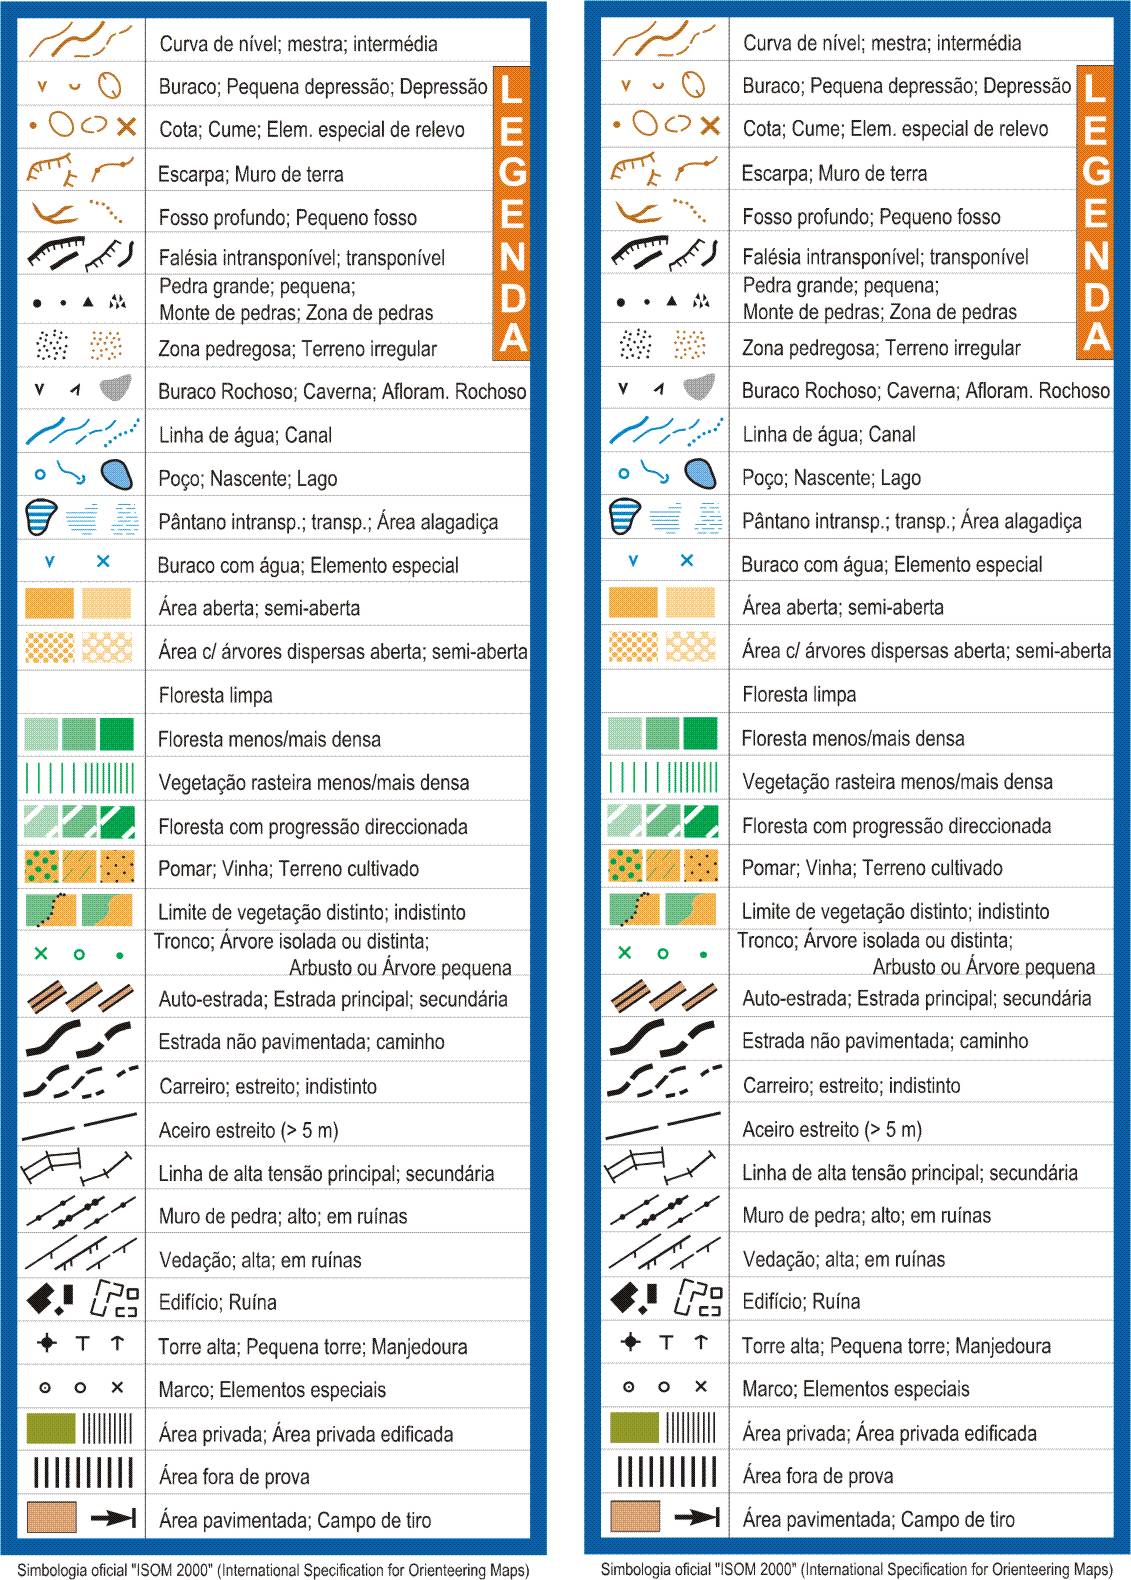 Curva de nível; mestra; intermédia
Buraco; Pequena depressão; Depressão
Cota; Cume; Elem. especial de relevo
Escarpa; Muro de terra
Fosso profundo; Pequeno fosso
Falésia intransponível; transponível
Pedra grande; pequena;
Monte de pedras; Zona de pedras
Zona pedregosa; Terreno irregular
LEGENDA
Buraco Rochoso; Caverna; Afloram. Rochoso
Linha de água; Canal
Poço; Nascente; Lago
Pântano intransp.; transp.; Área alagadiça
Buraco com água; Elemento especial
Área aberta; semi-aberta
Área c/ árvores dispersas aberta; semi-aberta
Floresta limpa
Floresta menos/mais densa
Vegetação rasteira menos/mais densa
Floresta com progressão direccionada
Pomar; Vinha; Terreno cultivado
Limite de vegetação distinto; indistinto
Tronco; Árvore isolada ou distinta;
Arbusto ou Árvore pequena
Auto-estrada; Estrada principal; secundária
Estrada não pavimentada; caminho
Carreiro; estreito; indistinto
Aceiro estreito (> 5 m)
Linha de alta tensão principal; secundária
Muro de pedra; alto; em ruínas
Vedação; alta; em ruínas
Edifício; Ruína
Torre alta; Pequena torre; Manjedoura
Marco; Elementos especiais
Área privada; Área privada edificada
Área fora de prova
Área pavimentada; Campo de tiro
Simbologia oficial "ISOM 2000" (International Specification for Orienteering Maps)
Curva de nível; mestra; intermédia
Buraco; Pequena depressão; Depressão
Cota; Cume; Elem. especial de relevo
Escarpa; Muro de terra
Fosso profundo; Pequeno fosso
Falésia intransponível; transponível
Pedra grande; pequena;
Monte de pedras; Zona de pedras
Zona pedregosa; Terreno irregular
LEGENDA
Buraco Rochoso; Caverna; Afloram. Rochoso
Linha de água; Canal
Poço; Nascente; Lago
Pântano intransp.; transp.; Área alagadiça
Buraco com água; Elemento especial
Área aberta; semi-aberta
Área c/ árvores dispersas aberta; semi-aberta
Floresta limpa
Floresta menos/mais densa
Vegetação rasteira menos/mais densa
Floresta com progressão direccionada
Pomar; Vinha; Terreno cultivado
Limite de vegetação distinto; indistinto
Tronco; Árvore isolada ou distinta;
Arbusto ou Árvore pequena
Auto-estrada; Estrada principal; secundária
Estrada não pavimentada; caminho
Carreiro; estreito; indistinto
Aceiro estreito (> 5 m)
Linha de alta tensão principal; secundária
Muro de pedra; alto; em ruínas
Vedação; alta; em ruínas
Edifício; Ruína
Torre alta; Pequena torre; Manjedoura
Marco; Elementos especiais
Área privada; Área privada edificada
Área fora de prova
Área pavimentada; Campo de tiro
Simbologia oficial "ISOM 2000" (International Specification for Orienteering Maps)